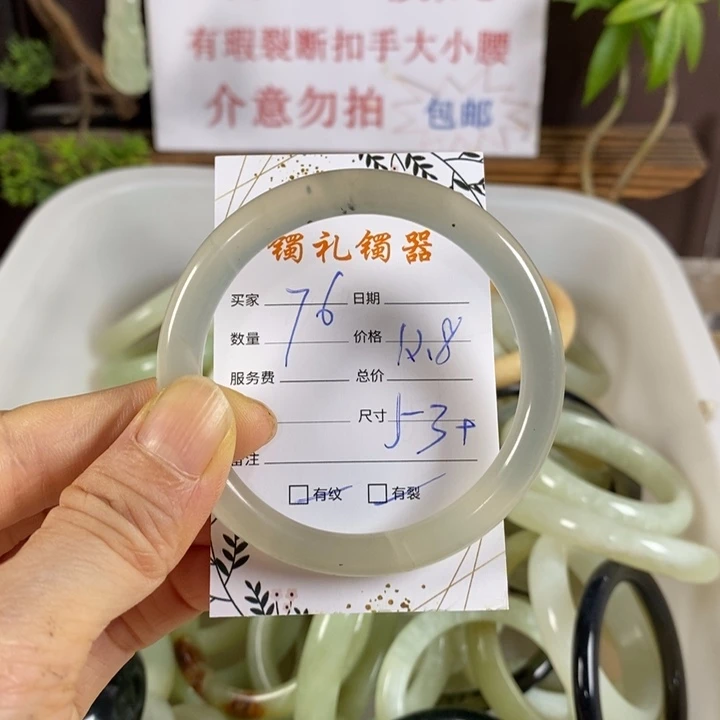 有瑕裂断扣手大小腰
介意勿拍 包邮
镯礼镯器
买家 76 日期
数量 价格 12.8
服务费 总价
尺寸 53+
备注
有纹 有裂